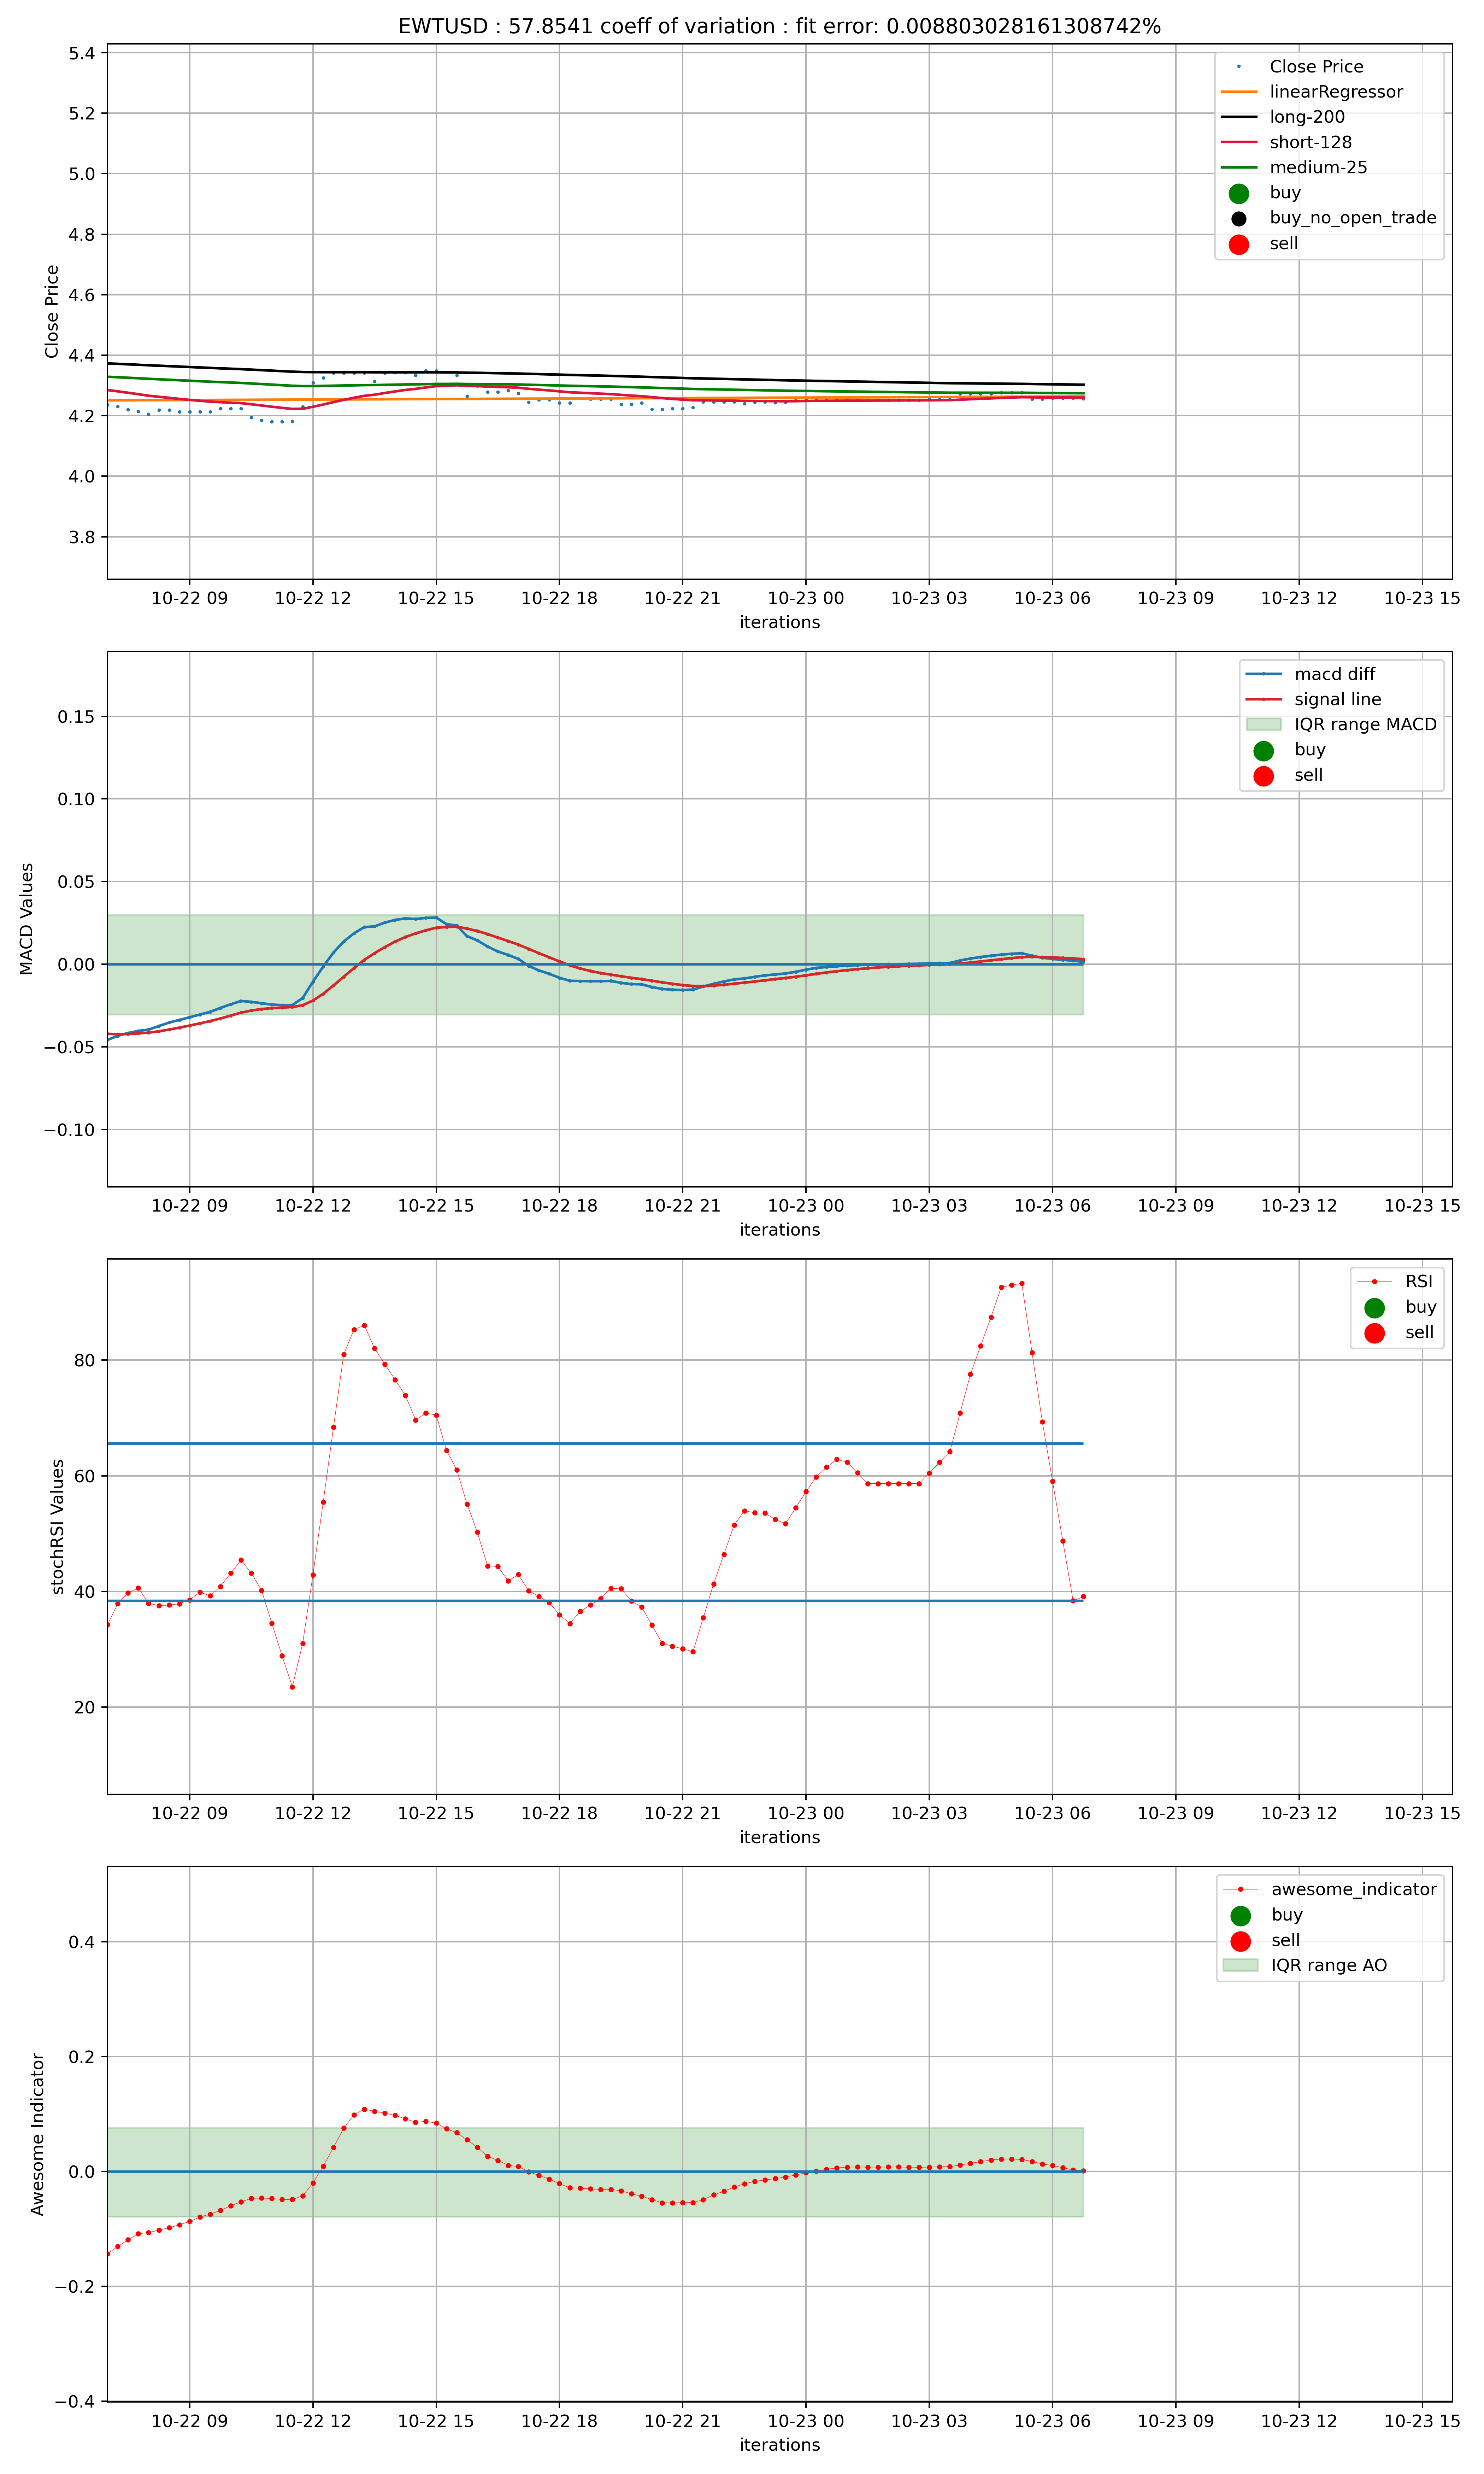 EWTUSD : 57.8541 coeff of variation : fit error: 0.008803028161308742%
5.4
5.2
5.0
4.8
4.6
4.4
4.2
4.0
3.8
Close Price
Close Price
linearRegressor
long-200
short-128
medium-25
buy
buy_no_open_trade
sell
10-22 09 10-22 12 10-22 15 10-22 18 10-22 21 10-23 00 10-23 03 10-23 06 10-23 09 10-23 12 10-23 15
iterations
0.15
0.10
0.05
0.00
−0.05
−0.10
MACD Values
macd diff
signal line
IQR range MACD
buy
sell
10-22 09 10-22 12 10-22 15 10-22 18 10-22 21 10-23 00 10-23 03 10-23 06 10-23 09 10-23 12 10-23 15
iterations
80
60
40
20
stochRSI Values
RSI
buy
sell
10-22 09 10-22 12 10-22 15 10-22 18 10-22 21 10-23 00 10-23 03 10-23 06 10-23 09 10-23 12 10-23 15
iterations
0.4
0.2
0.0
−0.2
−0.4
Awesome Indicator
awesome_indicator
buy
sell
IQR range AO
10-22 09 10-22 12 10-22 15 10-22 18 10-22 21 10-23 00 10-23 03 10-23 06 10-23 09 10-23 12 10-23 15
iterations